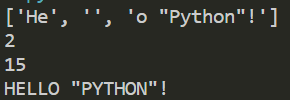 ['He', '', 'o "Python"!']
2
15
HELLO "PYTHON"!